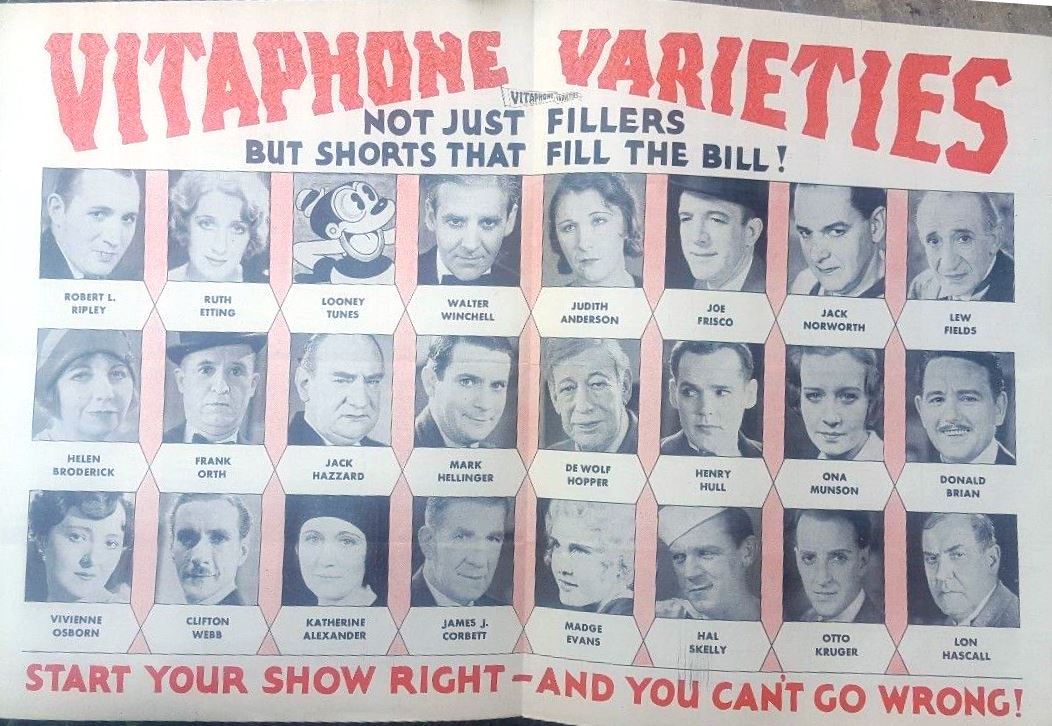 VITAPHONE VARIETIES
VITAPHONE VARIETIES
NOT JUST FILLERS
BUT SHORTS THAT FILL THE BILL!
ROBERT L.
RIPLEY
RUTH
ETTING
LOONEY
TUNES
WALTER
WINCHELL
JUDITH
ANDERSON
JOE
FRISCO
JACK
NORWORTH
LEW
FIELDS
HELEN
BRODERICK
FRANK
ORTH
JACK
HAZZARD
MARK
HELLINGER
DE WOLF
HOPPER
HENRY
HULL
ONA
MUNSON
DONALD
BRIAN
VIVIENNE
OSBORN
CLIFTON
WEBB
KATHERINE
ALEXANDER
JAMES J.
CORBETT
MADGE
EVANS
HAL
SKELLY
OTTO
KRUGER
LON
HASCALL
START YOUR SHOW RIGHT—AND YOU CAN'T GO WRONG!